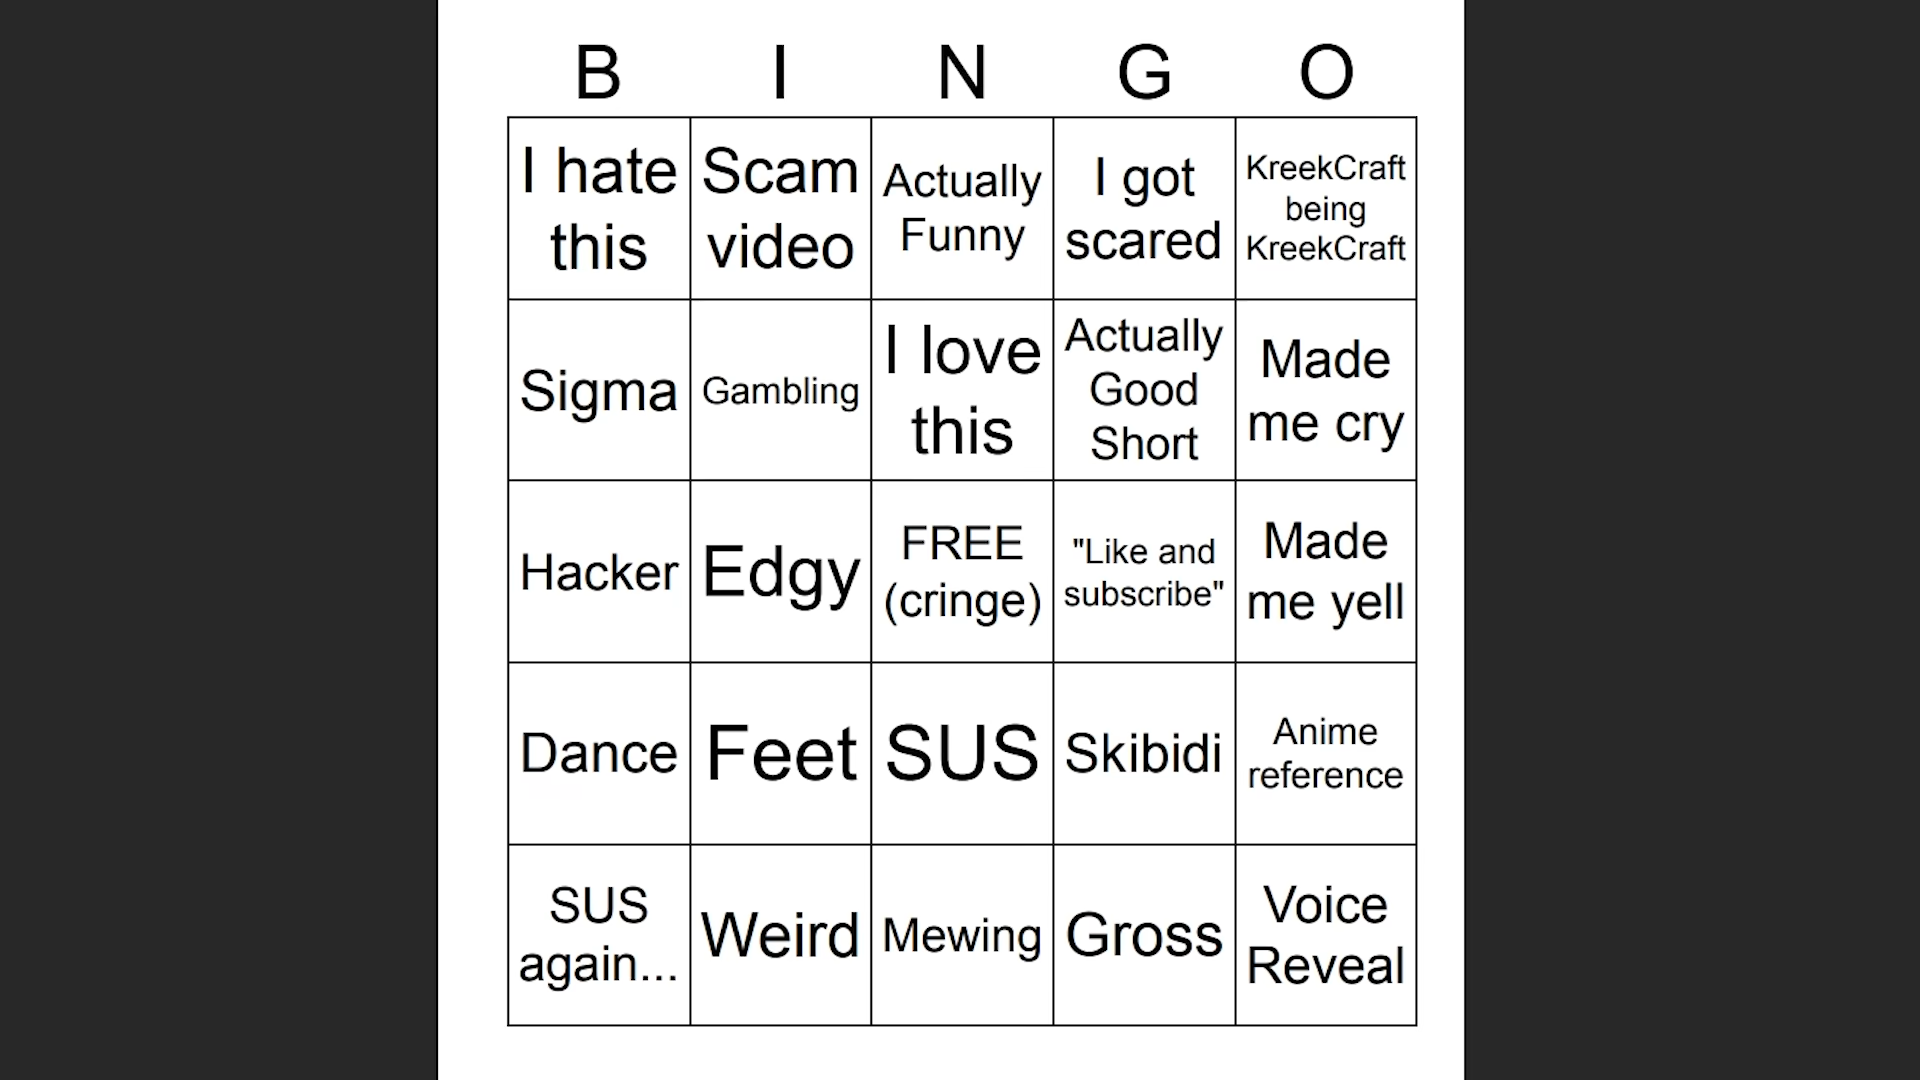 B I N G O
I hate
this
Scam
video
Actually
Funny
I got
scared
KreekCraft
being
KreekCraft
Sigma
Gambling
I love
this
Actually
Good
Short
Made
me cry
Hacker
Edgy
FREE
(cringe)
"Like and
subscribe"
Made
me yell
Dance
Feet
SUS
Skibidi
Anime
reference
SUS
again...
Weird
Mewing
Gross
Voice
Reveal